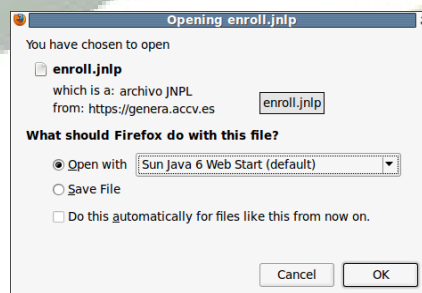 Opening enroll.jnlp
You have chosen to open
enroll.jnlp
which is a: archivo JNPL
from: https://genera.accv.es
enroll.jnlp
What should Firefox do with this file?
Open with Sun Java 6 Web Start (default)
Save File
Do this automatically for files like this from now on.
Cancel OK